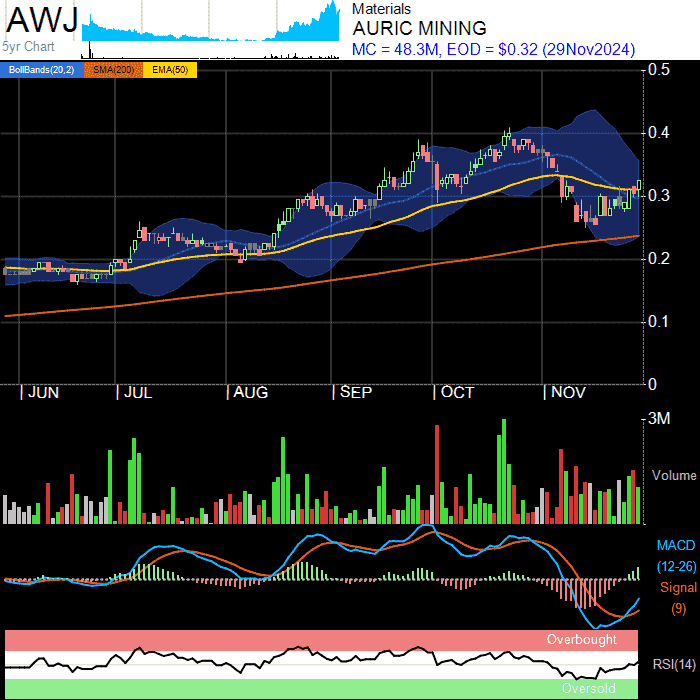 AWJ
5yr Chart
Materials
AURIC MINING
MC = 48.3M, EOD = $0.32 (29Nov2024)
BollBands(20,2) SMA(200) EMA(50)
0.5
0.4
0.3
0.2
0.1
0
JUN JUL AUG SEP OCT NOV
3M
Volume
MACD
(12-26)
Signal
(9)
Overbought
RSI(14)
Oversold